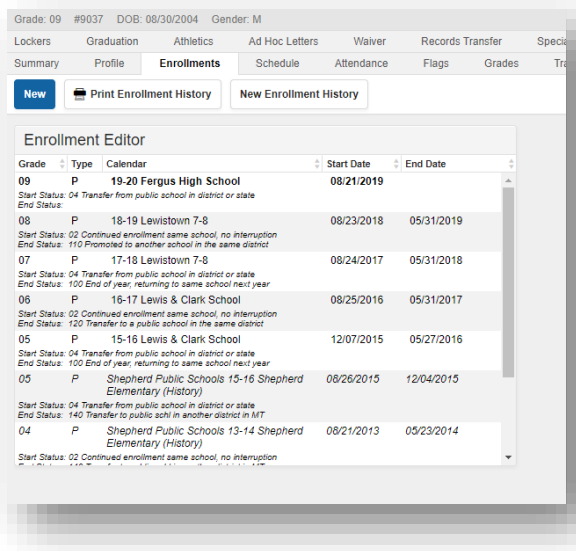 Grade: 09 #9037 DOB: 08/30/2004 Gender: M
Lockers Graduation Athletics Ad Hoc Letters Waiver Records Transfer Specia
Summary Profile Enrollments Schedule Attendance Flags Grades Tra
New Print Enrollment History New Enrollment History
Enrollment Editor
Grade Type Calendar Start Date End Date
09 P 19-20 Fergus High School 08/21/2019
Start Status: 04 Transfer from public school in district or state
End Status:
08 P 18-19 Lewistown 7-8 08/23/2018 05/31/2019
Start Status: 02 Continued enrollment same school, no interruption
End Status: 110 Promoted to another school in the same district
07 P 17-18 Lewistown 7-8 08/24/2017 05/31/2018
Start Status: 04 Transfer from public school in district or state
End Status: 100 End of year, returning to same school next year
06 P 16-17 Lewis & Clark School 08/25/2016 05/31/2017
Start Status: 02 Continued enrollment same school, no interruption
End Status: 120 Transfer to a public school in the same district
05 P 15-16 Lewis & Clark School 12/07/2015 05/27/2016
Start Status: 04 Transfer from public school in district or state
End Status: 100 End of year, returning to same school next year
05 P Shepherd Public Schools 15-16 Shepherd 08/26/2015 12/04/2015
Elementary (History)
Start Status: 04 Transfer from public school in district or state
End Status: 140 Transfer to public schl in another district in MT
04 P Shepherd Public Schools 13-14 Shepherd 08/21/2013 05/23/2014
Elementary (History)
Start Status: 02 Continued enrollment same school, no interruption